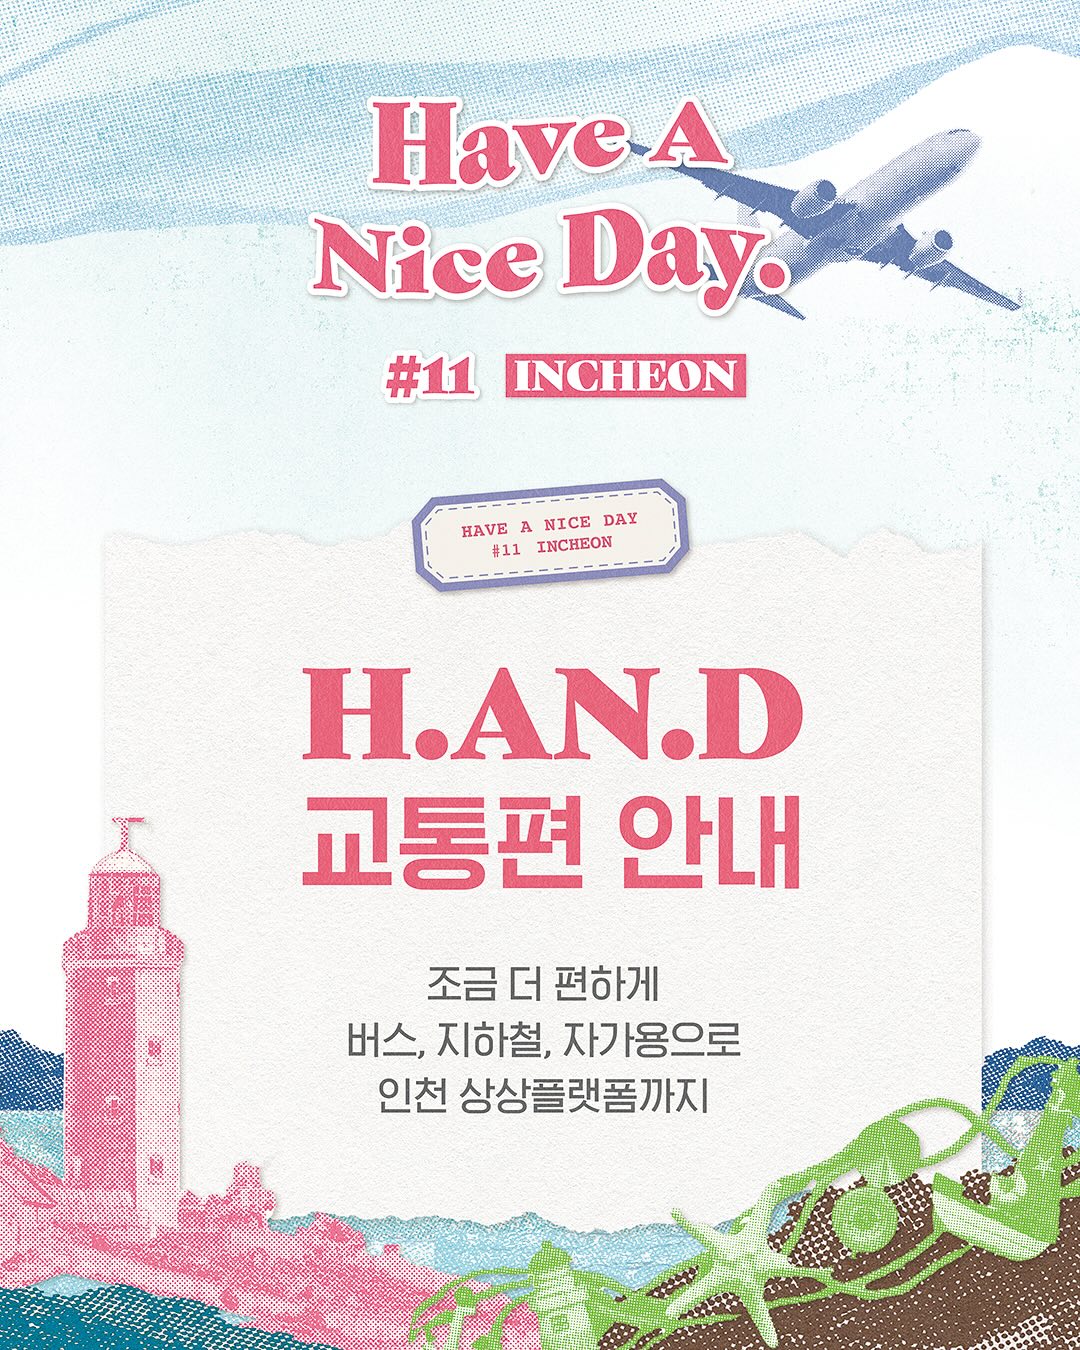 Have A
Nice Day.
#11 INCHEON
HAVE A NICE DAY
#11 INCHEON
H.AN.D
교통편 안내
조금 더 편하게
버스, 지하철, 자가용으로
인천 상상플랫폼까지